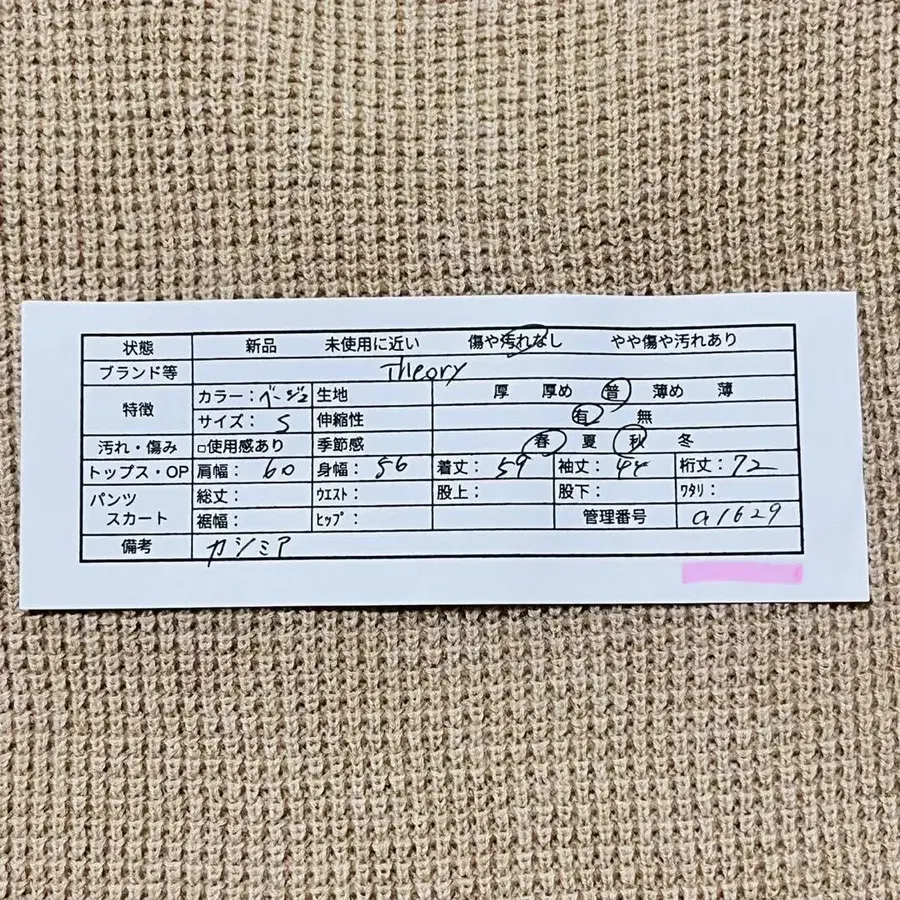 状態 新品 未使用に近い 傷や汚れなし やや傷や汚れあり
ブランド等 Theory
特徴 カラー：ベージュ 生地 厚 厚め 普 薄め 薄
サイズ：S 伸縮性 有 無
汚れ・傷み □使用感あり 季節感 春 夏 秋 冬
トップス・OP 肩幅：60 身幅：56 着丈：59 袖丈：44 裄丈：72
パンツ スカート 総丈： ｳｴｽﾄ： 股上： 股下： ﾜﾀﾘ：
裾幅： ﾋｯﾌﾟ： 管理番号 a1629
備考 カシミア